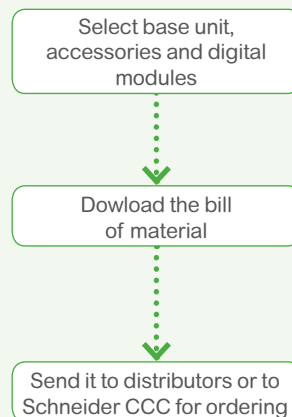 Select base unit,
accessories and digital
modules
Dowload the bill
of material
Send it to distributors or to
Schneider CCC for ordering